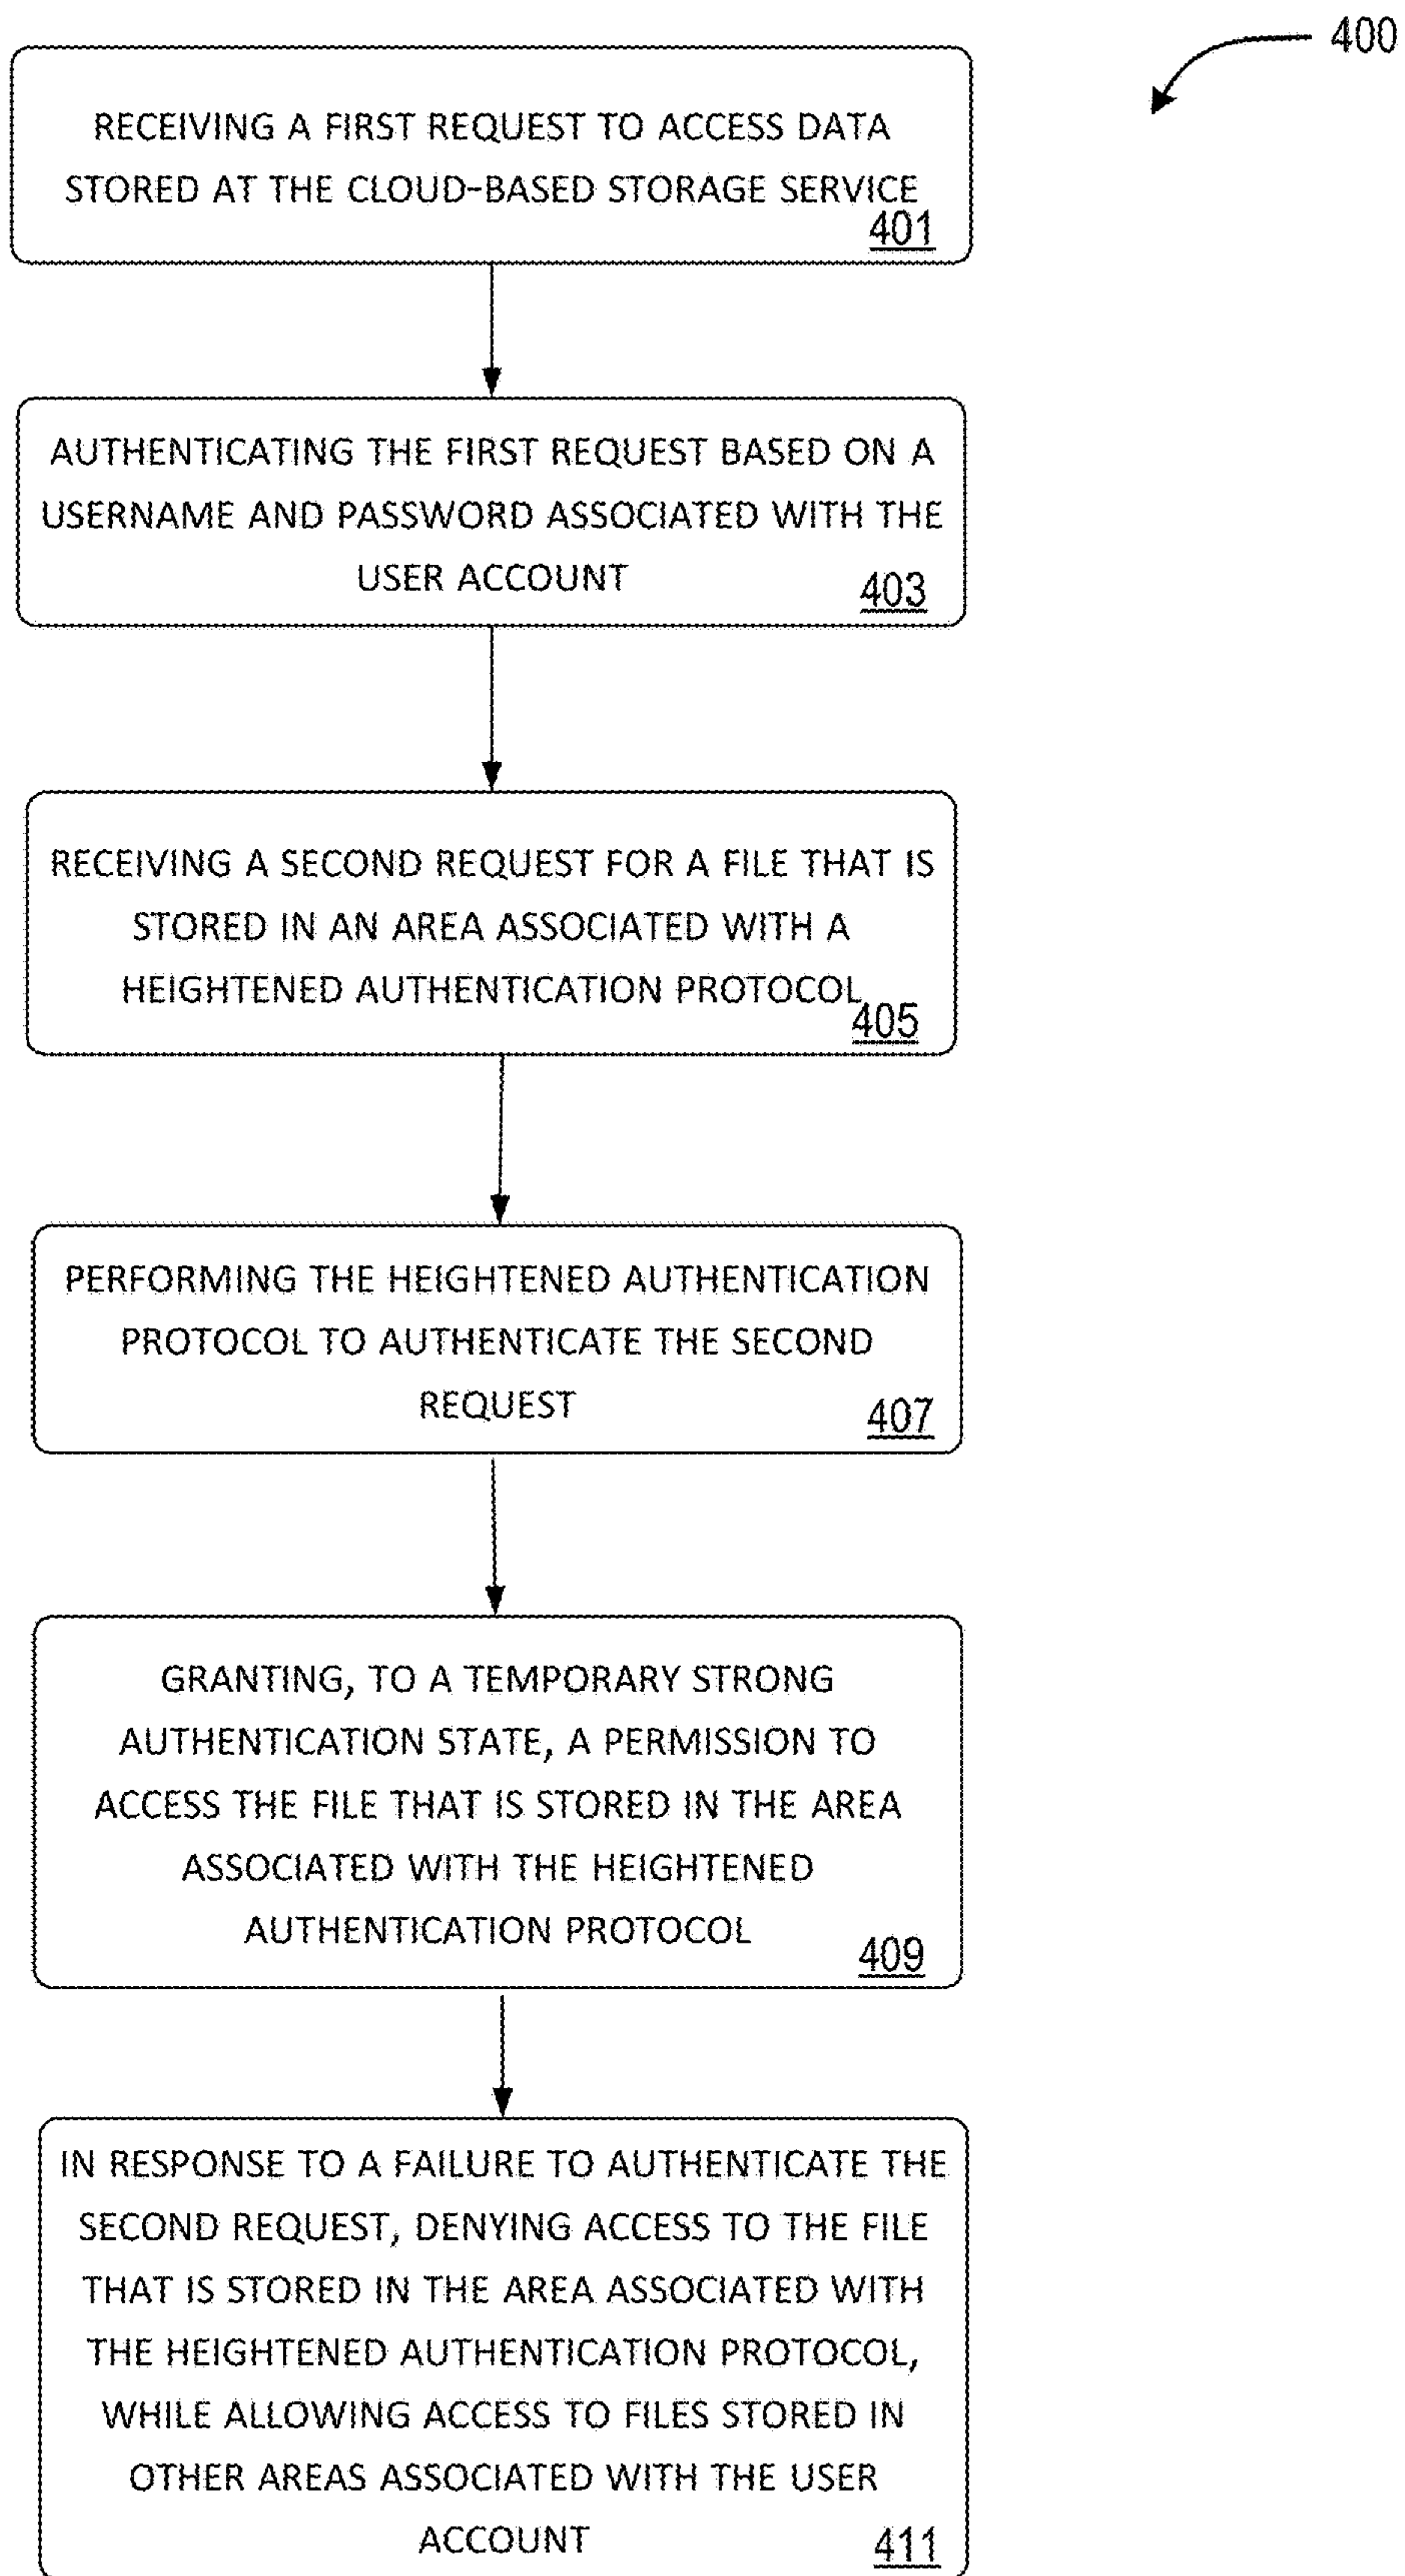 400
RECEIVING A FIRST REQUEST TO ACCESS DATA
STORED AT THE CLOUD-BASED STORAGE SERVICE
401
AUTHENTICATING THE FIRST REQUEST BASED ON A
USERNAME AND PASSWORD ASSOCIATED WITH THE
USER ACCOUNT
403
RECEIVING A SECOND REQUEST FOR A FILE THAT IS
STORED IN AN AREA ASSOCIATED WITH A
HEIGHTENED AUTHENTICATION PROTOCOL
405
PERFORMING THE HEIGHTENED AUTHENTICATION
PROTOCOL TO AUTHENTICATE THE SECOND
REQUEST
407
GRANTING, TO A TEMPORARY STRONG
AUTHENTICATION STATE, A PERMISSION TO
ACCESS THE FILE THAT IS STORED IN THE AREA
ASSOCIATED WITH THE HEIGHTENED
AUTHENTICATION PROTOCOL
409
IN RESPONSE TO A FAILURE TO AUTHENTICATE THE
SECOND REQUEST, DENYING ACCESS TO THE FILE
THAT IS STORED IN THE AREA ASSOCIATED WITH
THE HEIGHTENED AUTHENTICATION PROTOCOL,
WHILE ALLOWING ACCESS TO FILES STORED IN
OTHER AREAS ASSOCIATED WITH THE USER
ACCOUNT
411